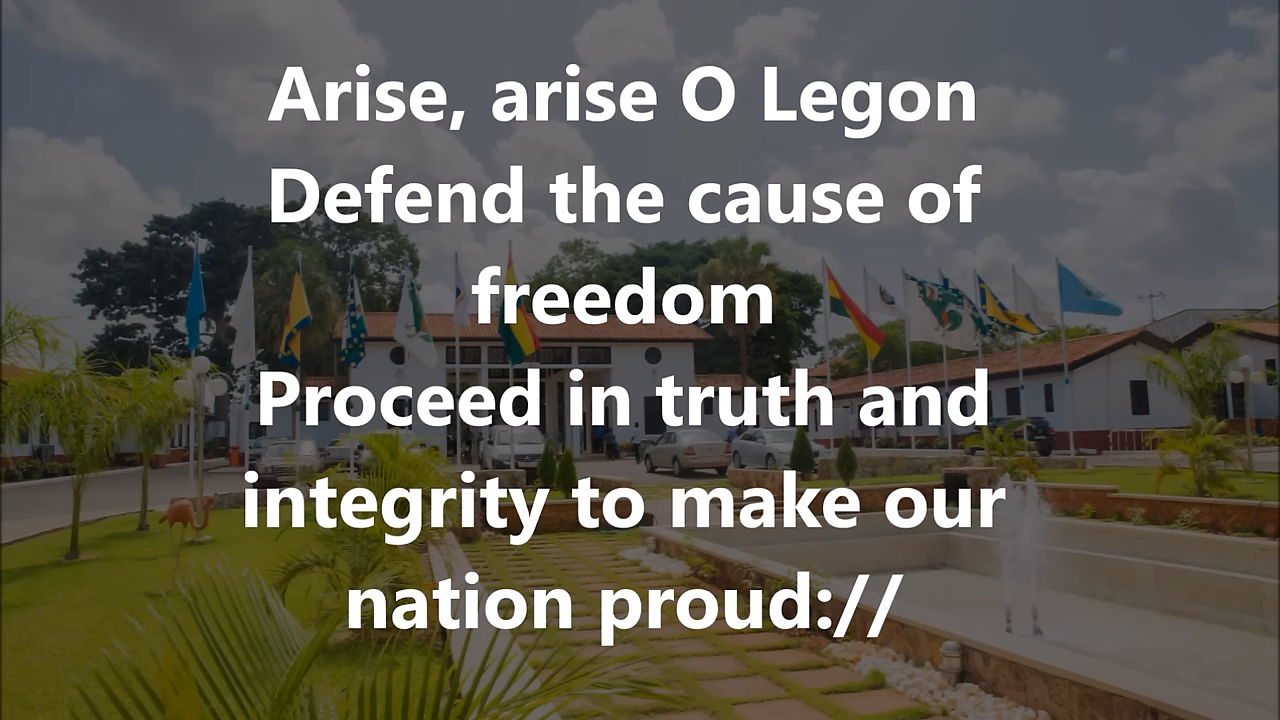 Arise, arise O Legon
Defend the cause of
freedom
Proceed in truth and
integrity to make our
nation proud://